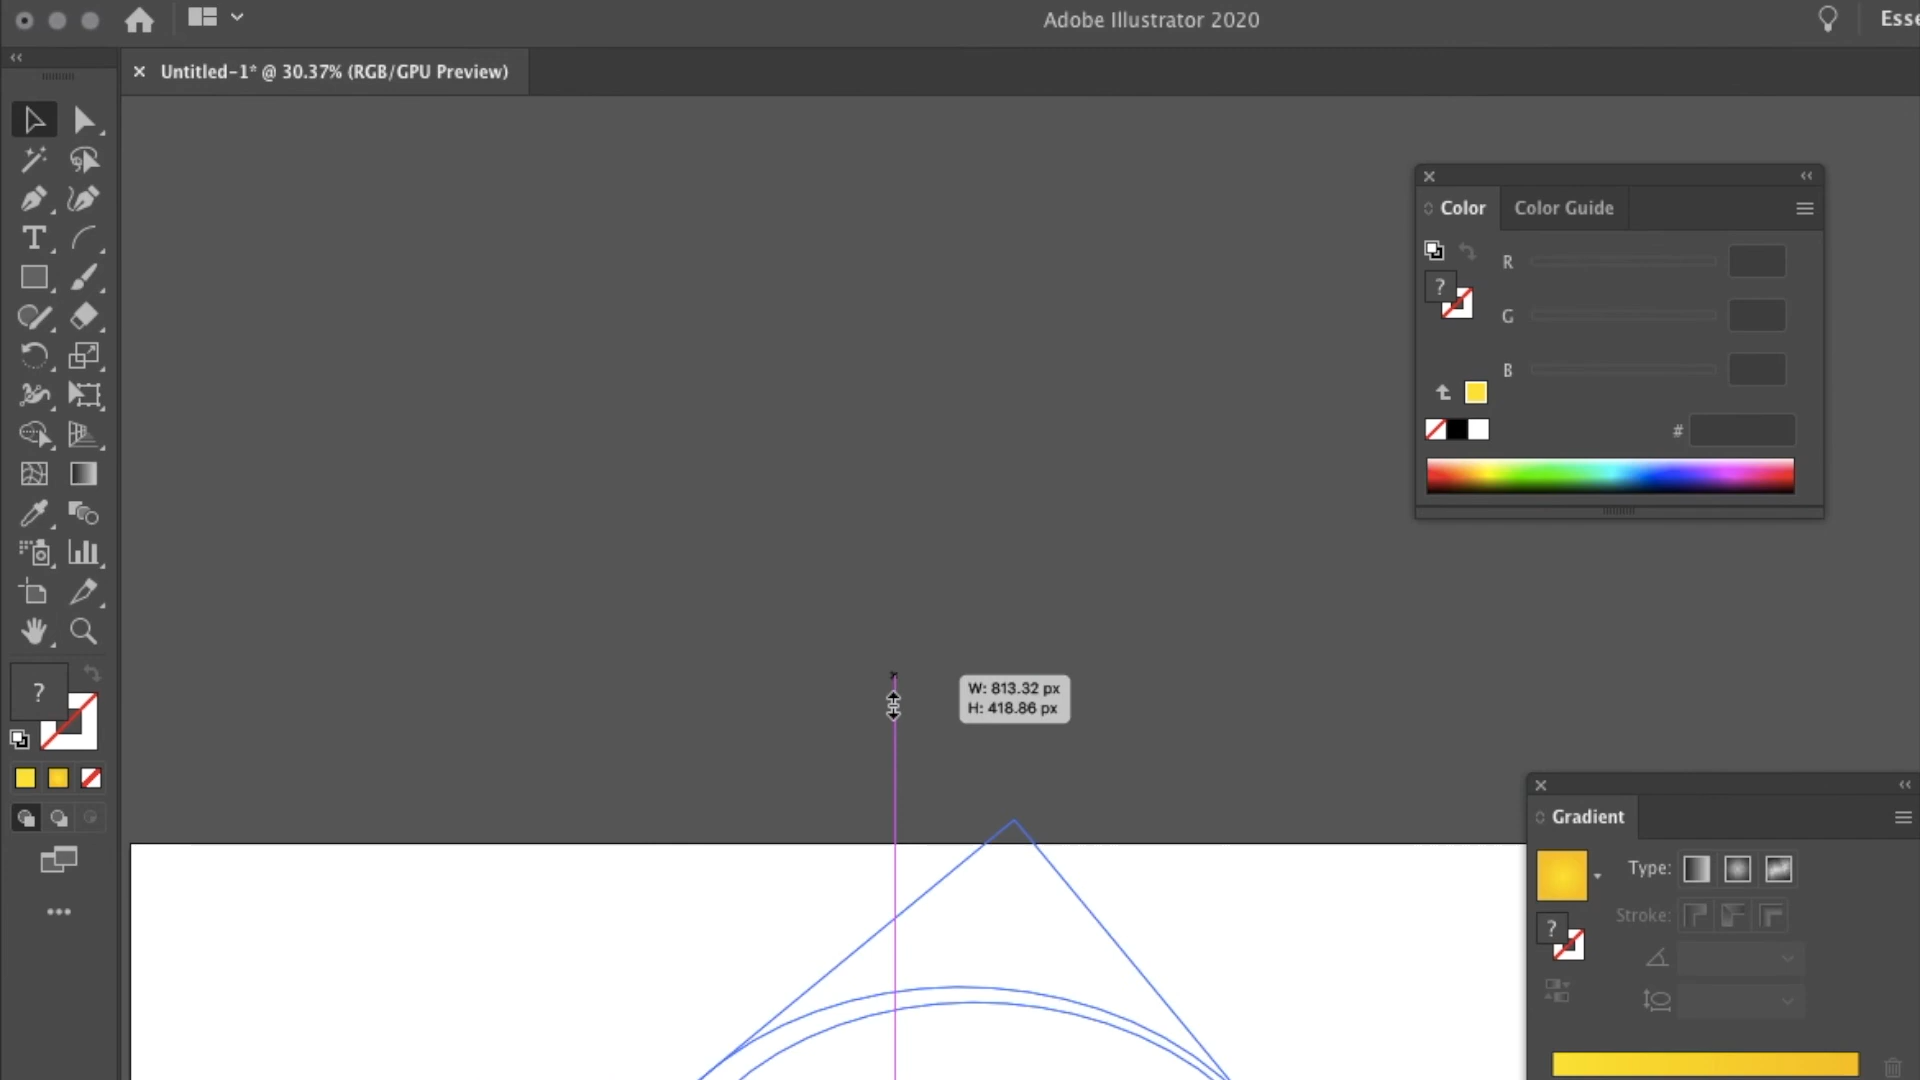 Adobe Illustrator 2020
Esse
× Untitled-1* @ 30.37% (RGB/GPU Preview)
Color
Color Guide
R
G
B
?
#
?
W: 813.32 px
H: 418.86 px
Gradient
Type:
Stroke:
?